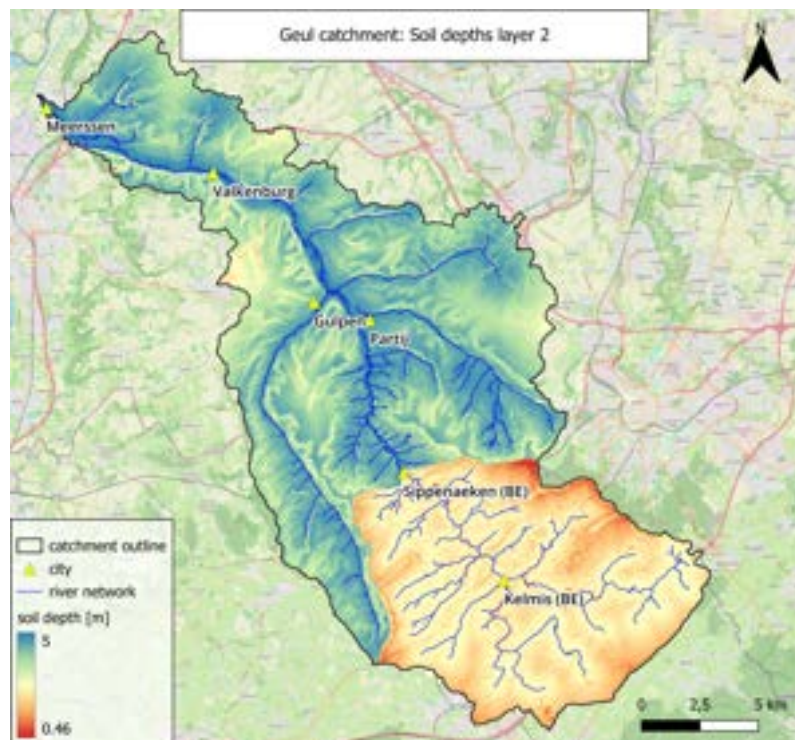 Geul catchment: Soil depths layer 2
N
Meerssen
Valkenburg
Gulpen
Partij
Sippenaeken (BE)
Kelmis (BE)
catchment outline
city
river network
soil depth [m]
5
0.46
0 2,5 5 km